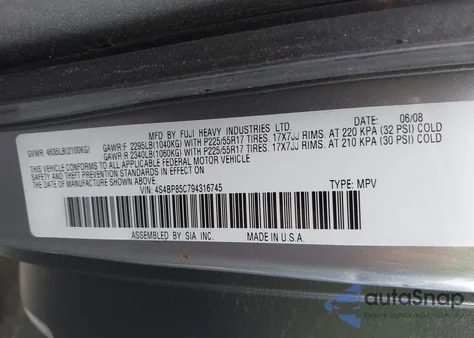 MFD. BY FUJI HEAVY INDUSTRIES LTD. DATE: 06/08
GVWR: 4635LB(2100KG) GAWR:F 2295LB(1040KG) WITH P225/55R17 TIRES, 17X7JJ RIMS, AT 220 KPA (32 PSI) COLD
GAWR:R 2340LB(1060KG) WITH P225/55R17 TIRES, 17X7JJ RIMS, AT 210 KPA (30 PSI) COLD
THIS VEHICLE CONFORMS TO ALL APPLICABLE FEDERAL MOTOR VEHICLE
SAFETY AND THEFT PREVENTION STANDARDS IN EFFECT
ON THE DATE OF MANUFACTURE SHOWN ABOVE.
VIN: 4S4BP85C794316745 TYPE: MPV
ASSEMBLED BY SIA INC. MADE IN U.S.A.
autoSnap